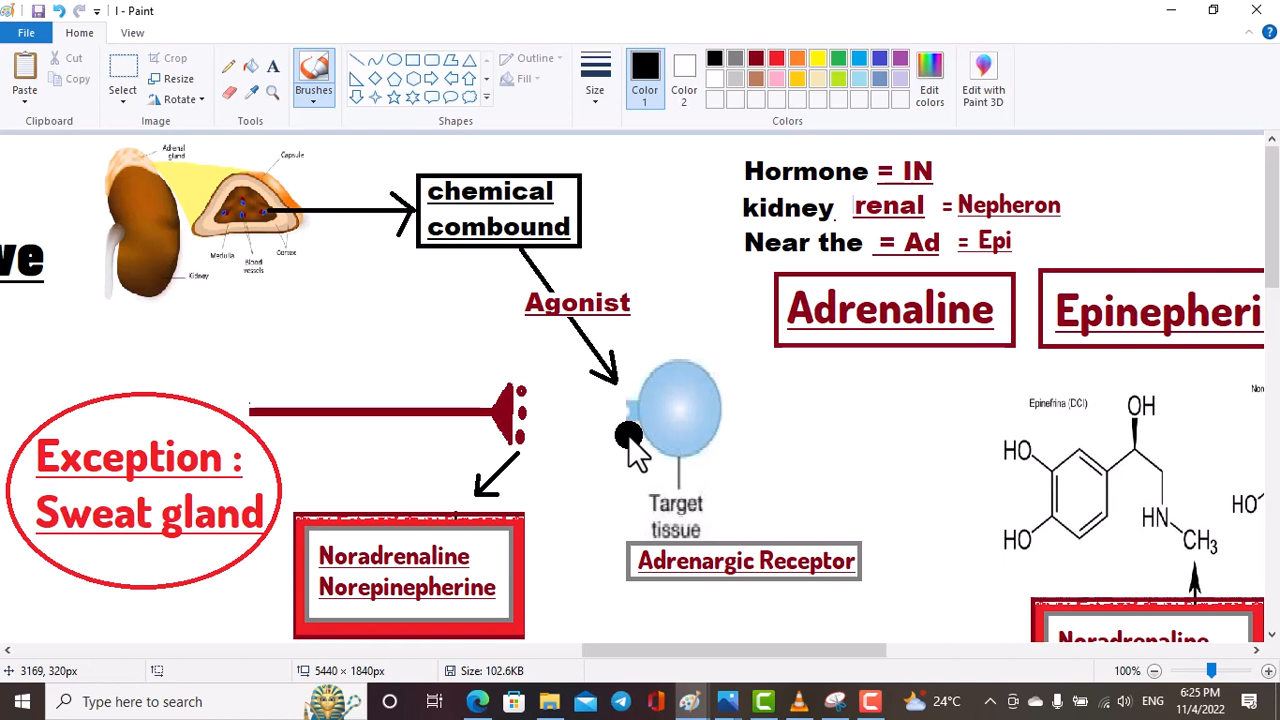 I - Paint
File
Home
View
Paste
Cut
Copy
Clipboard
Select
Crop
Resize
Rotate
Image
Tools
Brushes
Shapes
Outline
Fill
Size
Color
1
Color
2
Colors
Edit
colors
Edit with
Paint 3D
Adrenal
gland
Capsule
Medulla
Blood
vessels
Cortex
Kidney
ve
chemical
combound
Agonist
Hormone = IN
kidney renal = Nepheron
Near the = Ad = Epi
Adrenaline
Epinepheri
Exception :
Sweat gland
Noradrenaline
Norepinepherine
Target
tissue
Adrenargic Receptor
Epinefrina (DCI)
OH
HO
HO
HN
CH3
HO
Noradrenaline
3169, 320px
5440 × 1840px
Size: 102.6KB
100%
Type here to search
24°C
ENG
6:25 PM
11/4/2022